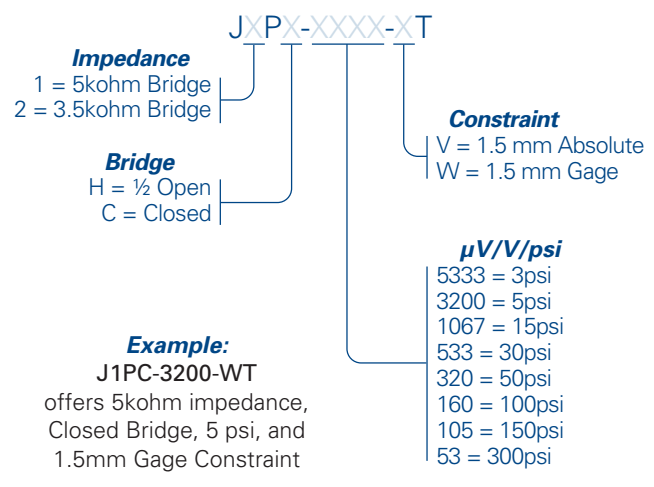 JXPX-XXXX-XT
Impedance
1 = 5kohm Bridge
2 = 3.5kohm Bridge
Bridge
H = ½ Open
C = Closed
Constraint
V = 1.5 mm Absolute
W = 1.5 mm Gage
µV/V/psi
5333 = 3psi
3200 = 5psi
1067 = 15psi
533 = 30psi
320 = 50psi
160 = 100psi
105 = 150psi
53 = 300psi
Example:
J1PC-3200-WT
offers 5kohm impedance,
Closed Bridge, 5 psi, and
1.5mm Gage Constraint